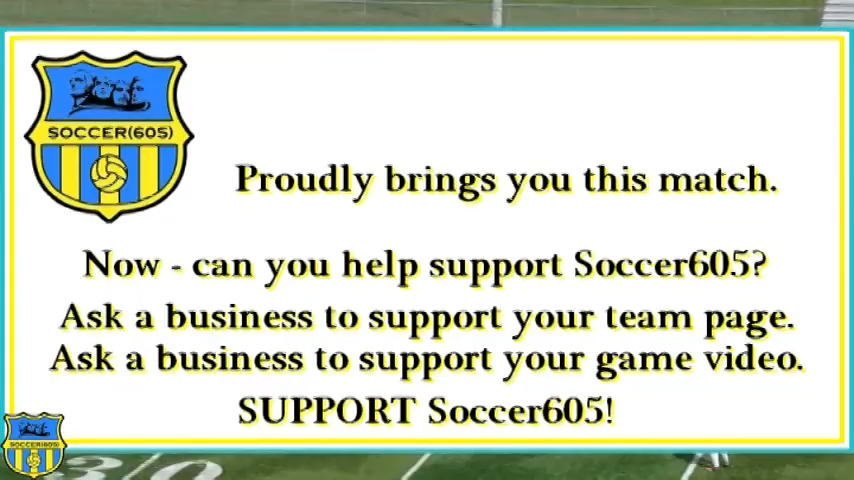 SOCCER(605)
Proudly brings you this match.
Now - can you help support Soccer605?
Ask a business to support your team page.
Ask a business to support your game video.
SUPPORT Soccer605!
SOCCER(605)
30